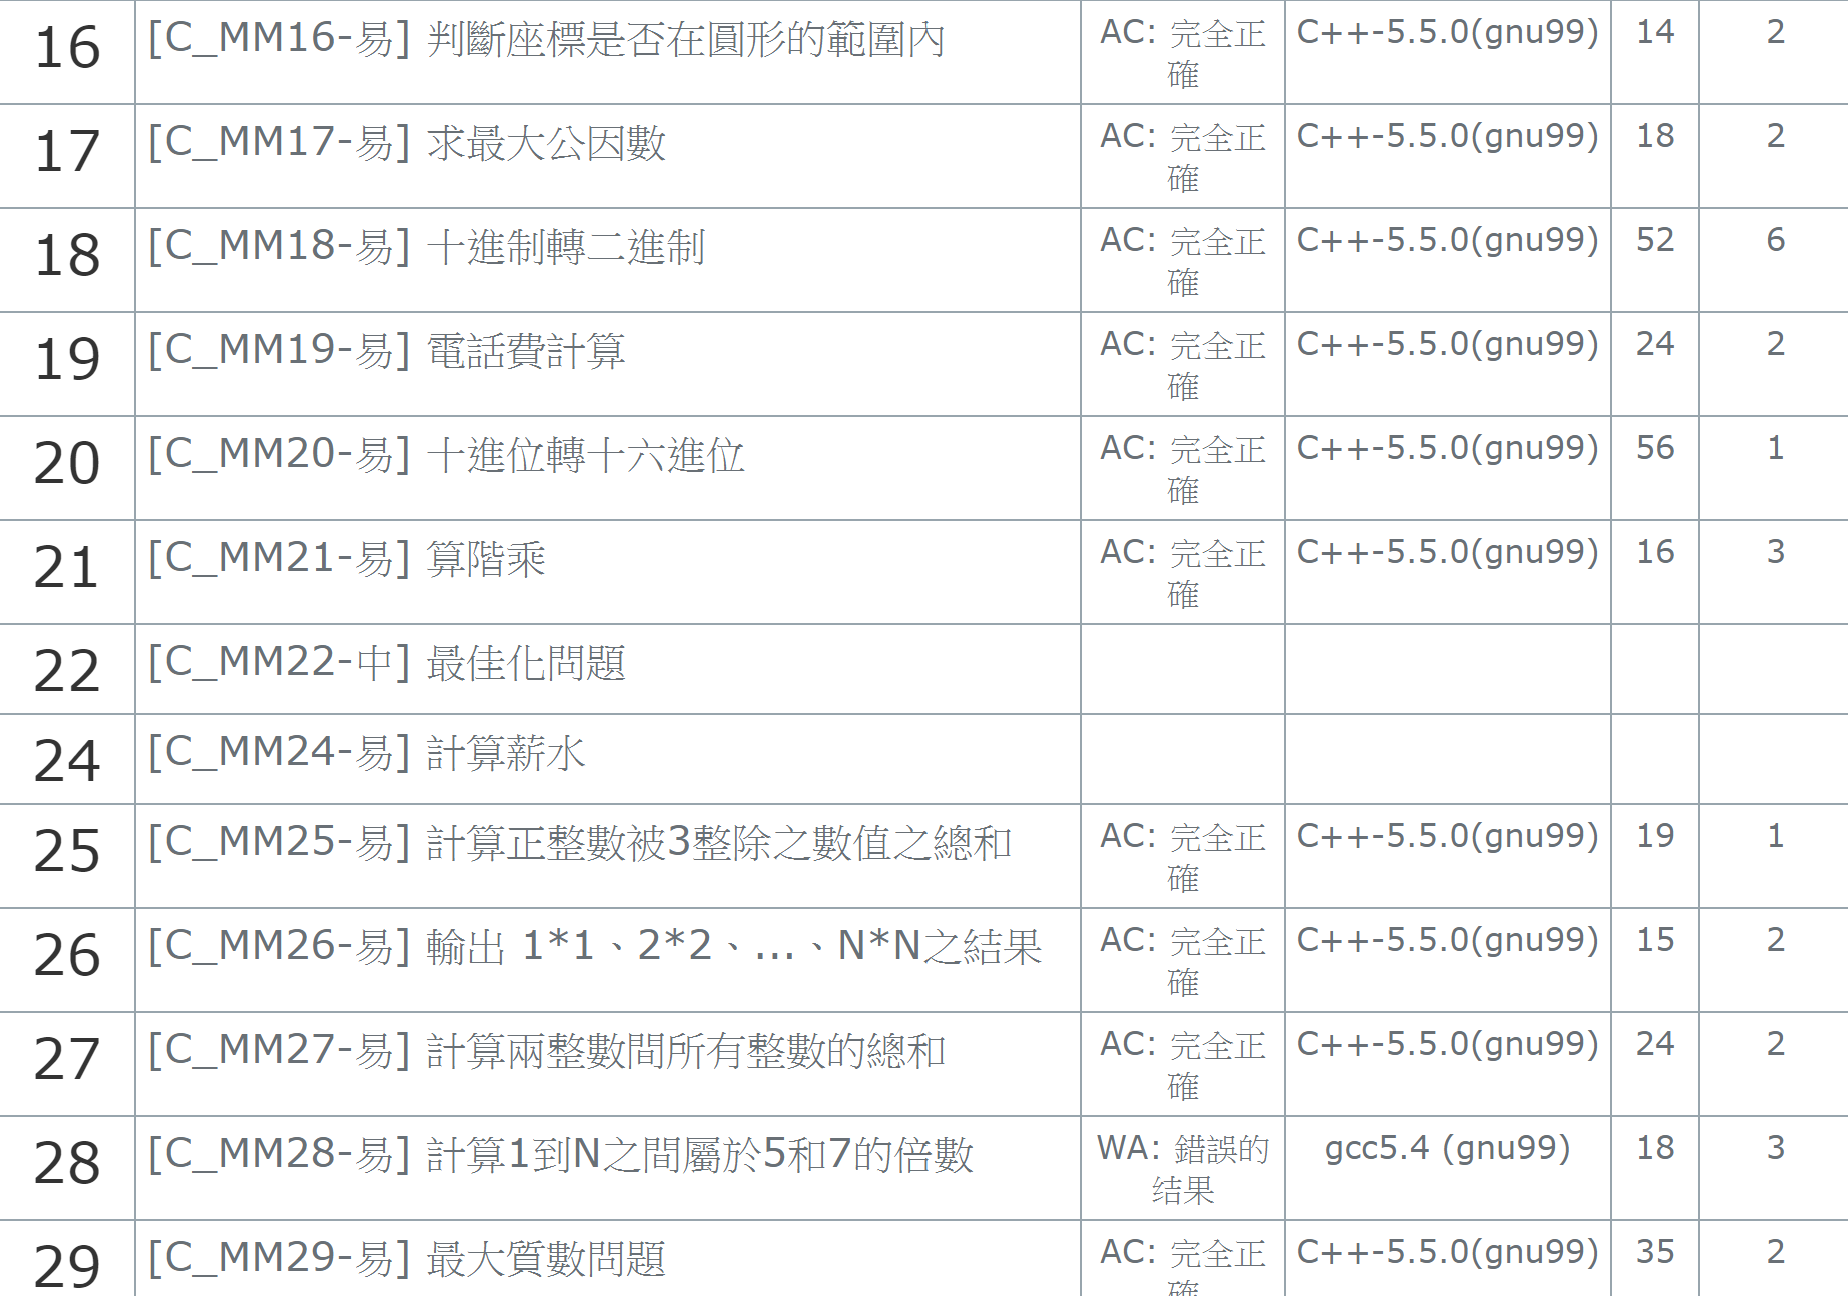 16 [C_MM16-易] 判斷座標是否在圓形的範圍內 AC: 完全正確 C++-5.5.0(gnu99) 14 2
17 [C_MM17-易] 求最大公因數 AC: 完全正確 C++-5.5.0(gnu99) 18 2
18 [C_MM18-易] 十進制轉二進制 AC: 完全正確 C++-5.5.0(gnu99) 52 6
19 [C_MM19-易] 電話費計算 AC: 完全正確 C++-5.5.0(gnu99) 24 2
20 [C_MM20-易] 十進位轉十六進位 AC: 完全正確 C++-5.5.0(gnu99) 56 1
21 [C_MM21-易] 算階乘 AC: 完全正確 C++-5.5.0(gnu99) 16 3
22 [C_MM22-中] 最佳化問題
24 [C_MM24-易] 計算薪水
25 [C_MM25-易] 計算正整數被3整除之數值之總和 AC: 完全正確 C++-5.5.0(gnu99) 19 1
26 [C_MM26-易] 輸出 1*1、2*2、...、N*N之結果 AC: 完全正確 C++-5.5.0(gnu99) 15 2
27 [C_MM27-易] 計算兩整數間所有整數的總和 AC: 完全正確 C++-5.5.0(gnu99) 24 2
28 [C_MM28-易] 計算1到N之間屬於5和7的倍數 WA: 錯誤的结果 gcc5.4 (gnu99) 18 3
29 [C_MM29-易] 最大質數問題 AC: 完全正確 C++-5.5.0(gnu99) 35 2